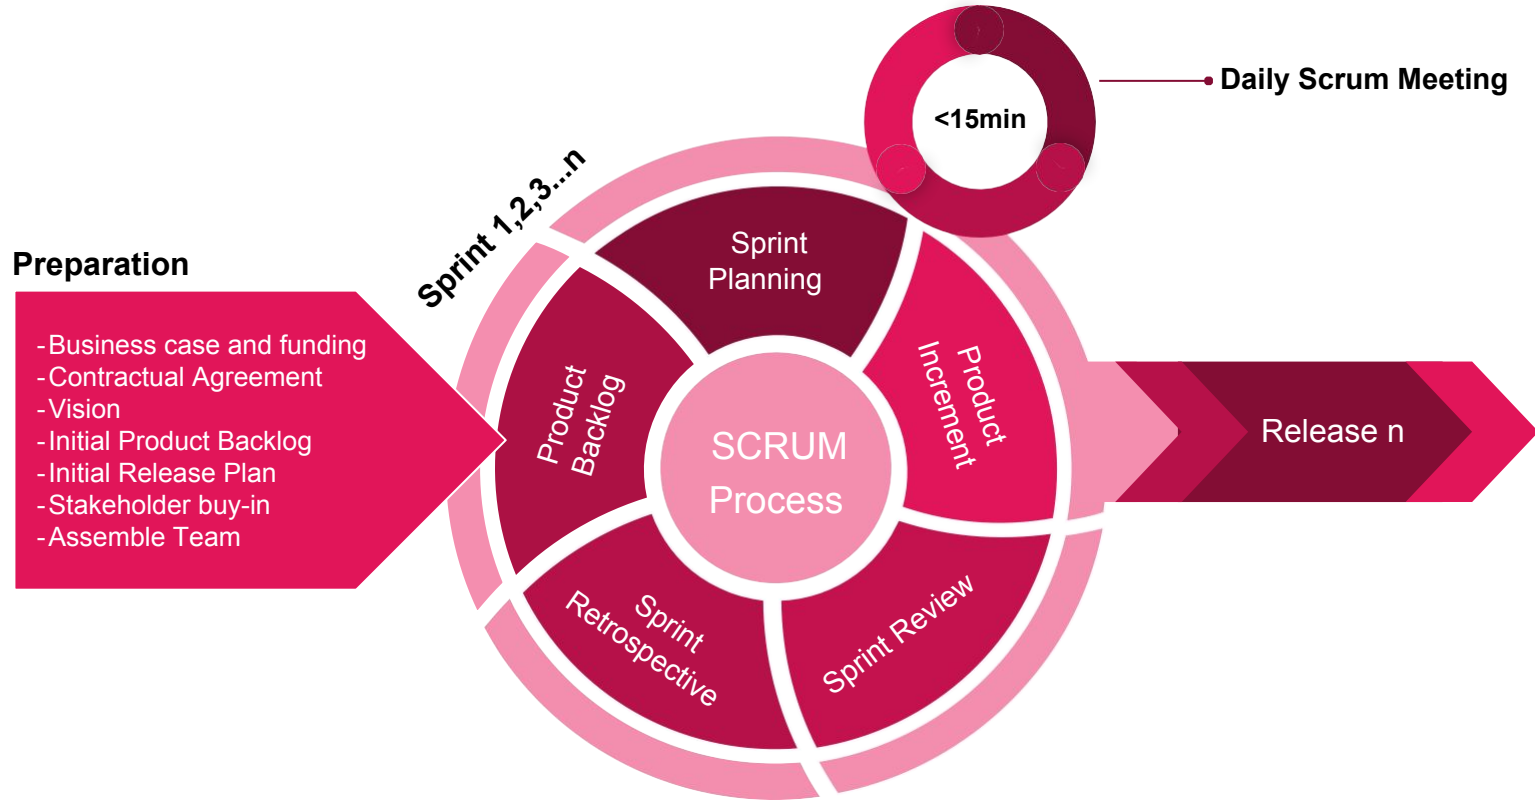 Preparation
-Business case and funding
-Contractual Agreement
-Vision
-Initial Product Backlog
-Initial Release Plan
-Stakeholder buy-in
-Assemble Team
Sprint 1,2,3...n
<15min
Daily Scrum Meeting
Sprint
Planning
Product
Increment
Sprint Review
Sprint
Retrospective
Product
Backlog
SCRUM
Process
Release n